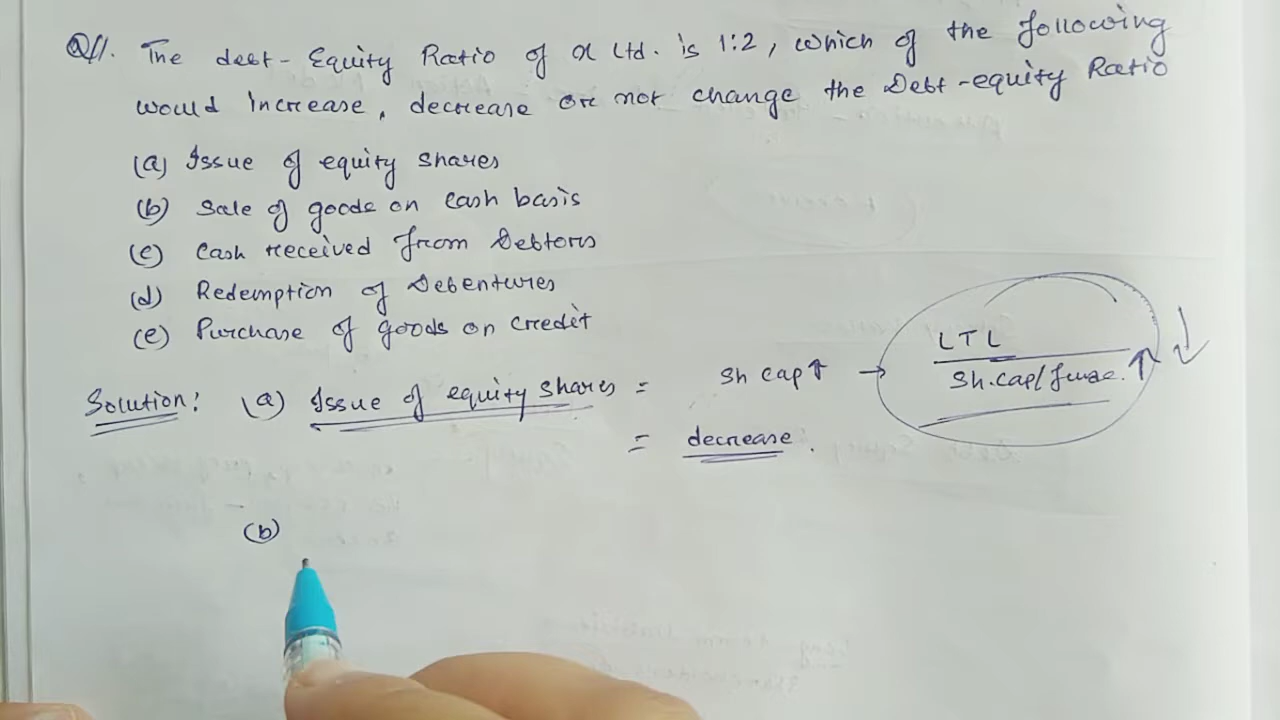 Q1. The debt-Equity Ratio of x Ltd. is 1:2, which of the following
would increase, decrease or not change the Debt-equity Ratio
(a) Issue of equity shares
(b) Sale of goods on cash basis
(c) Cash received from Debtors
(d) Redemption of Debentures
(e) Purchase of goods on credit
Solution: (a) Issue of equity shares = Sh cap↑ → LTL
Sh.cap/ ↑ ↓
= decrease.
(b)